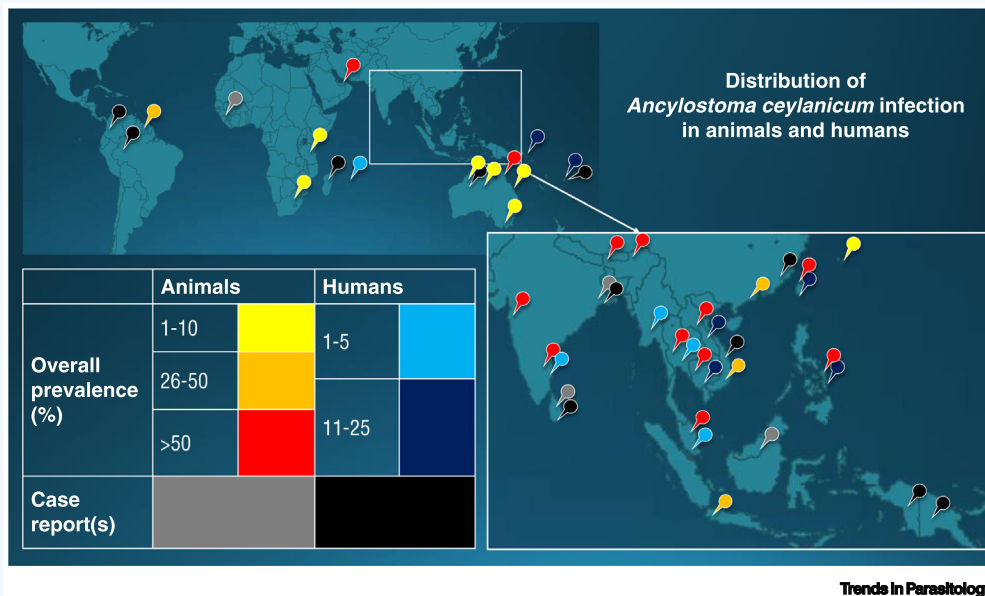 Distribution of
Ancylostoma ceylanicum infection
in animals and humans
Animals
Humans
Overall
prevalence
(%)
1-10
26-50
>50
1-5
11-25
Case
report(s)
Trends in Parasitolog